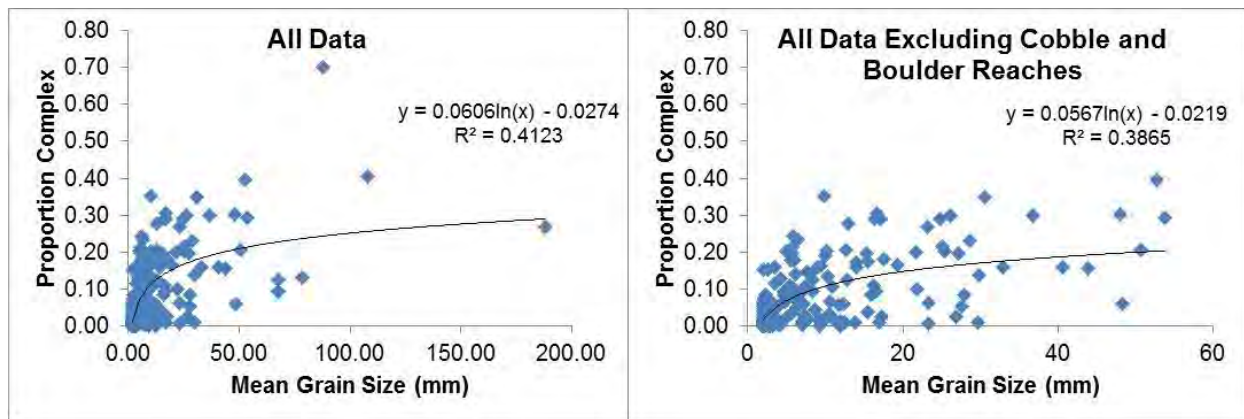 All Data
0.80
0.70
0.60
0.50
0.40
0.30
0.20
0.10
0.00
Proportion Complex
y = 0.0606ln(x) - 0.0274
R² = 0.4123
0.00
50.00
100.00
150.00
200.00
Mean Grain Size (mm)
All Data Excluding Cobble and
Boulder Reaches
0.80
0.70
0.60
0.50
0.40
0.30
0.20
0.10
0.00
Proportion Complex
y = 0.0567ln(x) - 0.0219
R² = 0.3865
0
20
40
60
Mean Grain Size (mm)